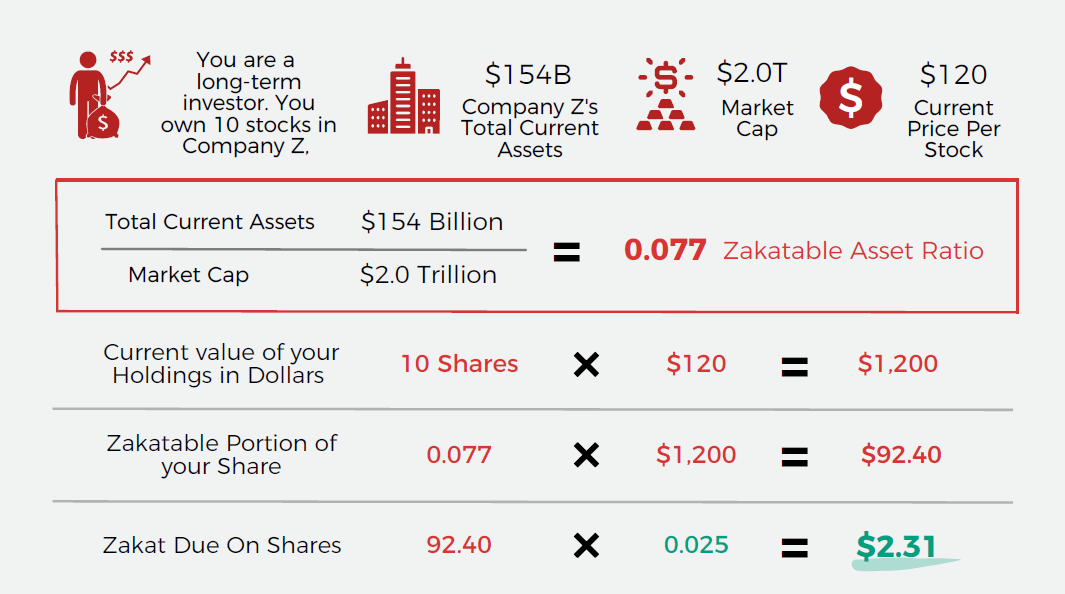 $$$
$
You are a
long-term
investor. You
own 10 stocks in
Company Z,
$154B
Company Z's
Total Current
Assets
$
$2.0T
Market
Cap
$
$120
Current
Price Per
Stock
Total Current Assets $154 Billion
Market Cap $2.0 Trillion
= 0.077 Zakatable Asset Ratio
Current value of your
Holdings in Dollars
10 Shares × $120 = $1,200
Zakatable Portion of
your Share
0.077 × $1,200 = $92.40
Zakat Due On Shares 92.40 × 0.025 = $2.31